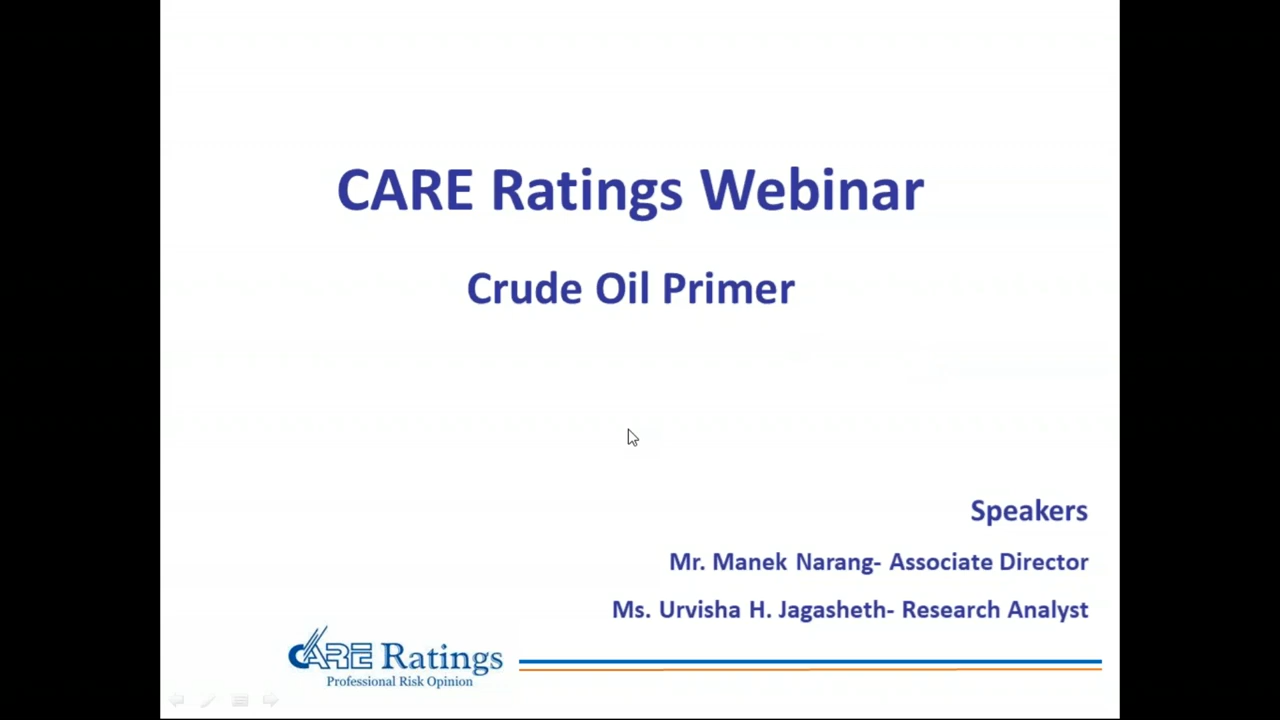 CARE Ratings Webinar
Crude Oil Primer
Speakers
Mr. Manek Narang- Associate Director
Ms. Urvisha H. Jagasheth- Research Analyst
CARE Ratings
Professional Risk Opinion